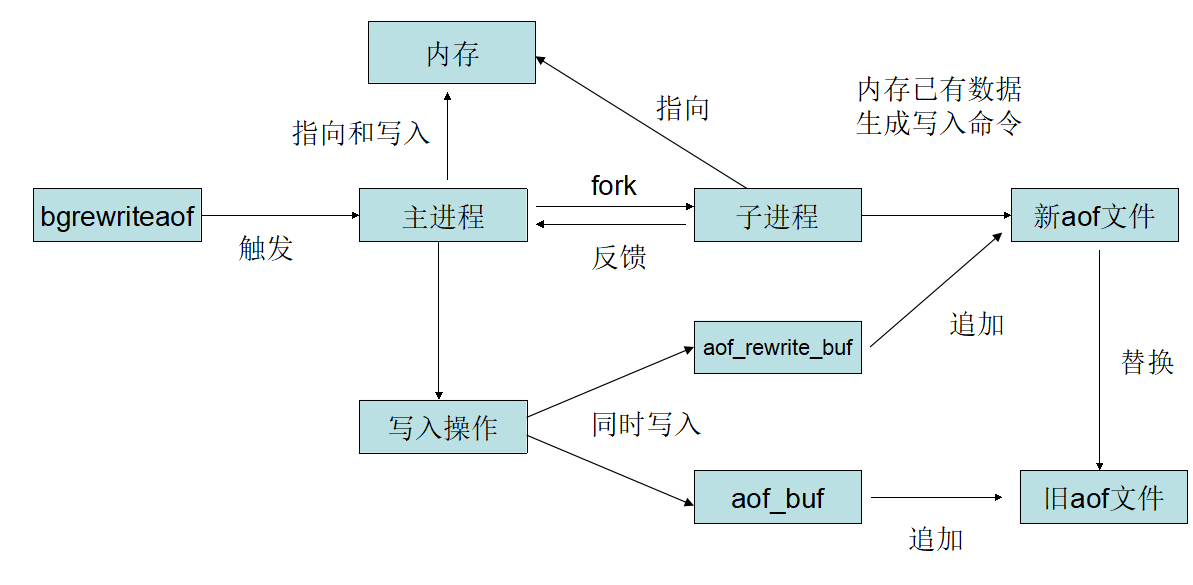 内存
指向和写入
指向
内存已有数据
生成写入命令
bgrewriteaof
触发
主进程
fork
反馈
子进程
新aof文件
aof_rewrite_buf
追加
替换
写入操作
同时写入
aof_buf
追加
旧aof文件